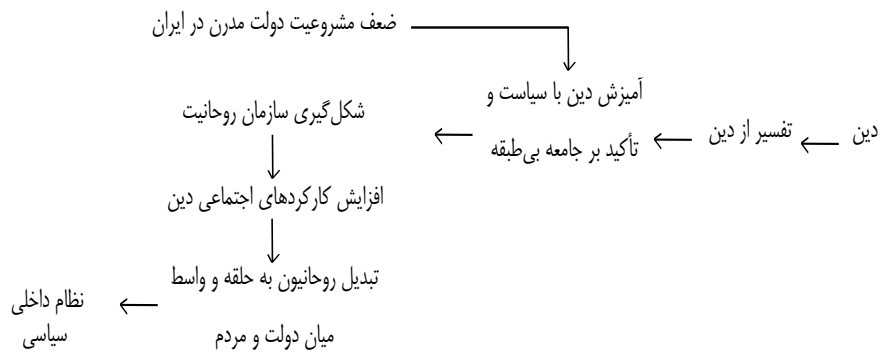 ضعف مشروعیت دولت مدرن در ایران
دین
تفسیر از دین
آمیزش دین با سیاست و
تأکید بر جامعه بی‌طبقه
شکل‌گیری سازمان روحانیت
افزایش کارکردهای اجتماعی دین
تبدیل روحانیون به حلقه و واسط
میان دولت و مردم
نظام داخلی
سیاسی